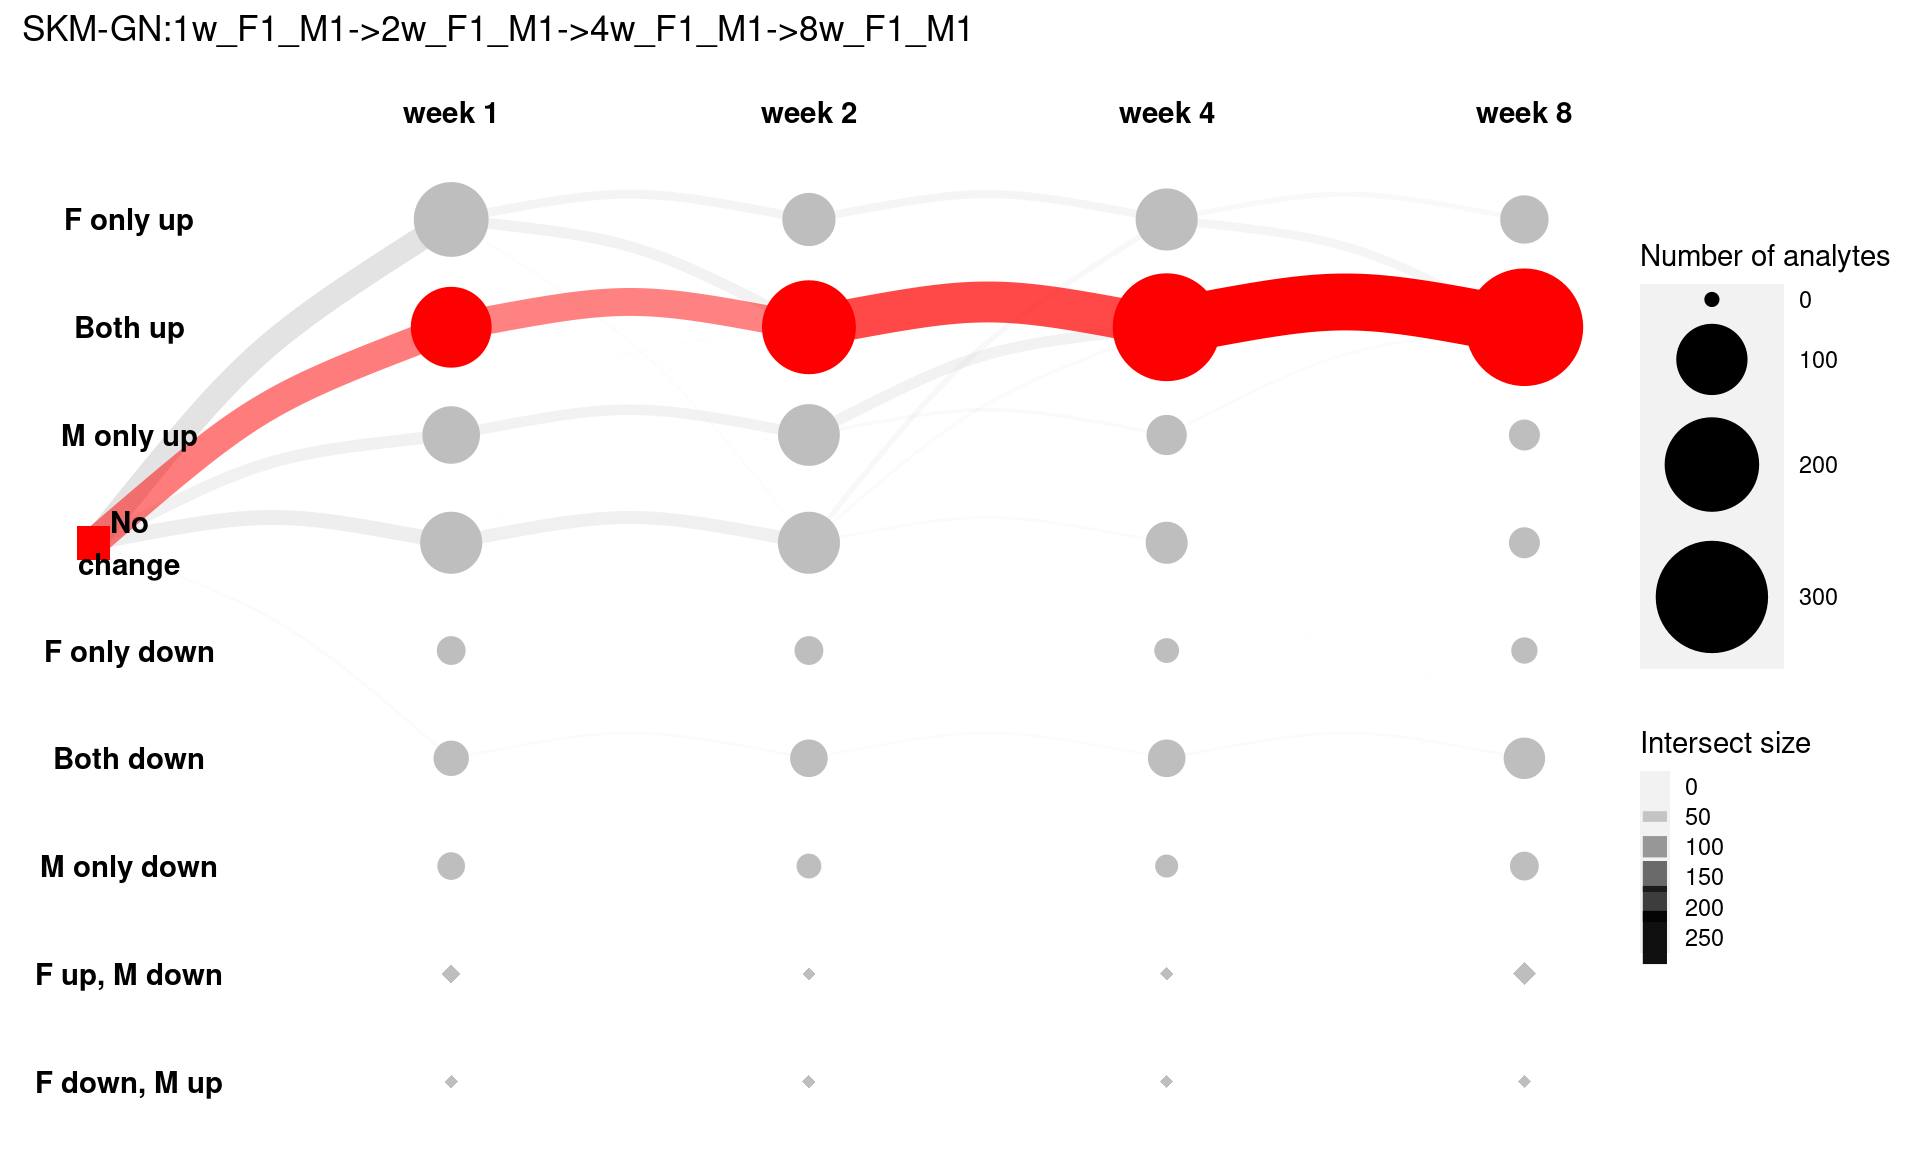 SKM-GN:1w_F1_M1->2w_F1_M1->4w_F1_M1->8w_F1_M1
week 1
week 2
week 4
week 8
F only up
Both up
M only up
No
change
F only down
Both down
M only down
F up, M down
F down, M up
Number of analytes
0
100
200
300
Intersect size
0
50
100
150
200
250